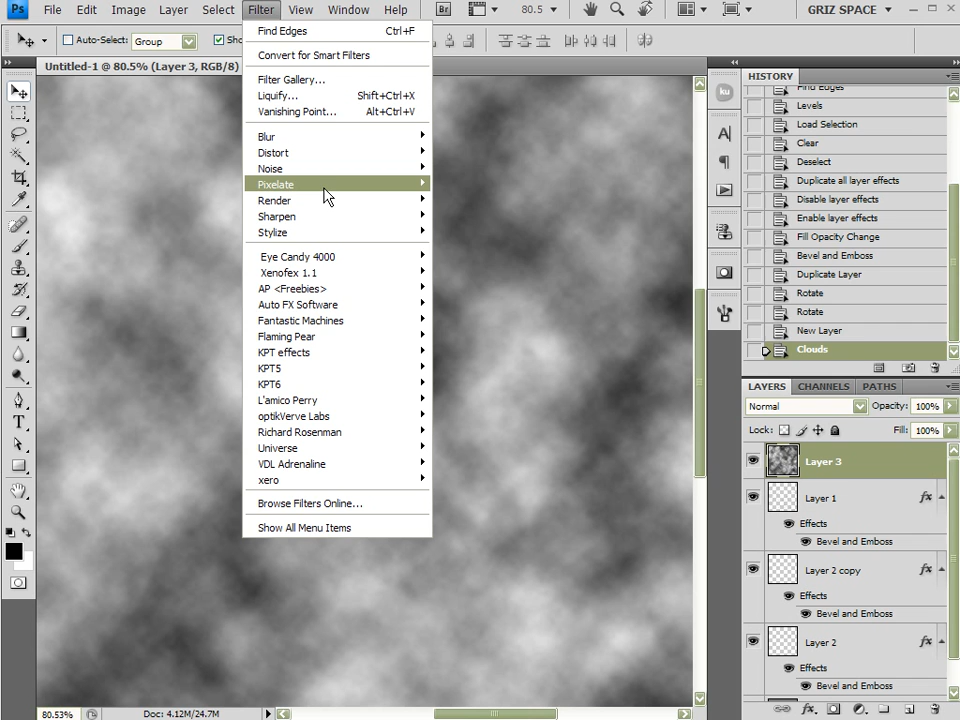 Ps File Edit Image Layer Select Filter View Window Help Br 80.5 GRIZ SPACE
Auto-Select: Group Sho
Untitled-1 @ 80.5% (Layer 3, RGB/8)
Find Edges Ctrl+F
Convert for Smart Filters
Filter Gallery...
Liquify... Shift+Ctrl+X
Vanishing Point... Alt+Ctrl+V
Blur
Distort
Noise
Pixelate
Render
Sharpen
Stylize
Eye Candy 4000
Xenofex 1.1
AP <Freebies>
Auto FX Software
Fantastic Machines
Flaming Pear
KPT effects
KPT5
KPT6
L'amico Perry
optikVerve Labs
Richard Rosenman
Universe
VDL Adrenaline
xero
Browse Filters Online...
Show All Menu Items
ku
A
HISTORY
Find Edges
Levels
Load Selection
Clear
Deselect
Duplicate all layer effects
Disable layer effects
Enable layer effects
Fill Opacity Change
Bevel and Emboss
Duplicate Layer
Rotate
Rotate
New Layer
Clouds
LAYERS CHANNELS PATHS
Normal Opacity: 100%
Lock: Fill: 100%
Layer 3
Layer 1 fx
Effects
Bevel and Emboss
Layer 2 copy fx
Effects
Bevel and Emboss
Layer 2 fx
Effects
Bevel and Emboss
fx.
T
80.53% Doc: 4.12M/24.7M